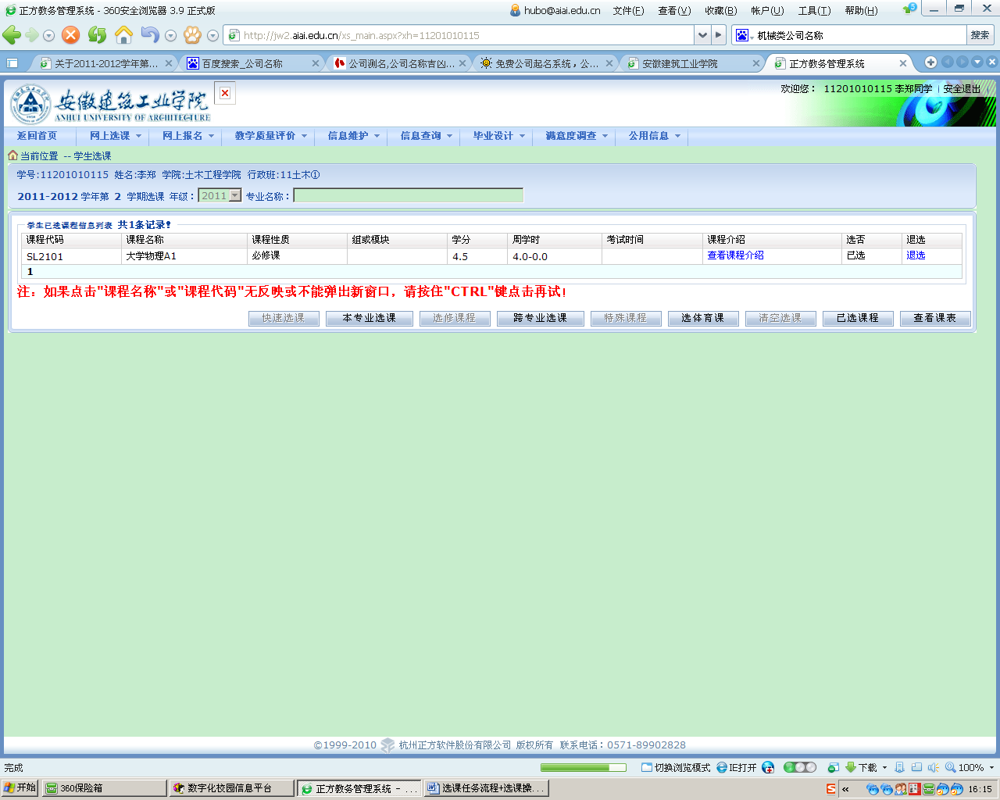 正方教务管理系统 - 360安全浏览器 3.9 正式版
hubo@aiai.edu.cn 文件(F) 查看(V) 收藏(B) 帐户(U) 工具(T) 帮助(H) 5
http://jw2.aiai.edu.cn/xs_main.aspx?xh=11201010115 机械类公司名称 搜索
关于2011-2012学年第... 百度搜索_公司名称 公司测名,公司名称吉凶... 免费公司起名系统，公... 安徽建筑工业学院 正方教务管理系统
安徽建筑工业学院
ANHUI UNIVERSITY OF ARCHITECTURE
欢迎您： 11201010115 李郑同学 安全退出
返回首页 网上选课 网上报名 教学质量评价 信息维护 信息查询 毕业设计 满意度调查 公用信息
当前位置 -- 学生选课
学号:11201010115 姓名:李郑 学院:土木工程学院 行政班:11土木①
2011-2012 学年第 2 学期选课 年级： 2011 专业名称：
学生已选课程信息列表 共1条记录!
课程代码 课程名称 课程性质 组或模块 学分 周学时 考试时间 课程介绍 选否 退选
SL2101 大学物理A1 必修课 4.5 4.0-0.0 查看课程介绍 已选 退选
1
注：如果点击"课程名称"或"课程代码"无反映或不能弹出新窗口，请按住"CTRL"键点击再试!
快速选课 本专业选课 选修课程 跨专业选课 特殊课程 选体育课 清空选课 已选课程 查看课表
©1999-2010 杭州正方软件股份有限公司 版权所有 联系电话：0571-89902828
完成 切换浏览模式 IE打开 下载 100%
开始 360保险箱 数字化校园信息平台 正方教务管理系统 - ... 选课任务流程+选课操... « 16:15